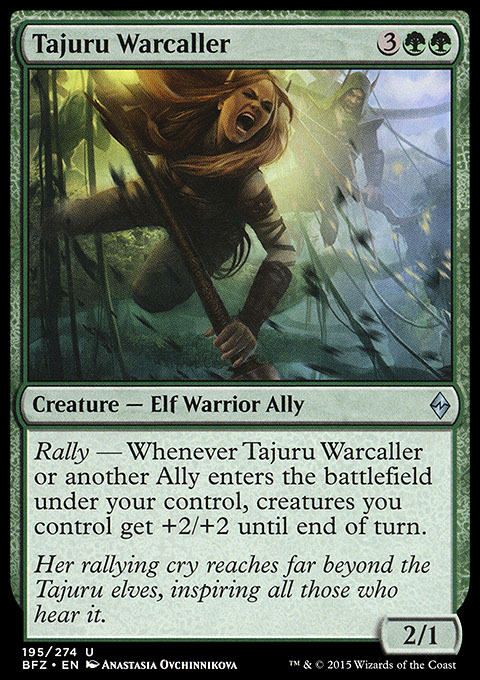 Tajuru Warcaller 3
Creature — Elf Warrior Ally
Rally — Whenever Tajuru Warcaller
or another Ally enters the battlefield
under your control, creatures you
control get +2/+2 until end of turn.
Her rallying cry reaches far beyond the
Tajuru elves, inspiring all those who
hear it.
2/1
195/274 U
BFZ • EN Anastasia Ovchinnikova
™ & © 2015 Wizards of the Coast